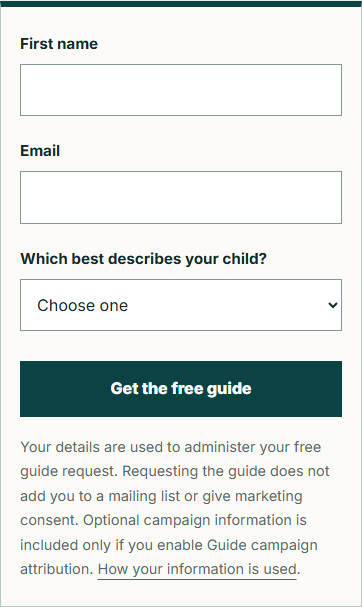 First name
Email
Which best describes your child?
Choose one
Get the free guide
Your details are used to administer your free
guide request. Requesting the guide does not
add you to a mailing list or give marketing
consent. Optional campaign information is
included only if you enable Guide campaign
attribution. How your information is used.